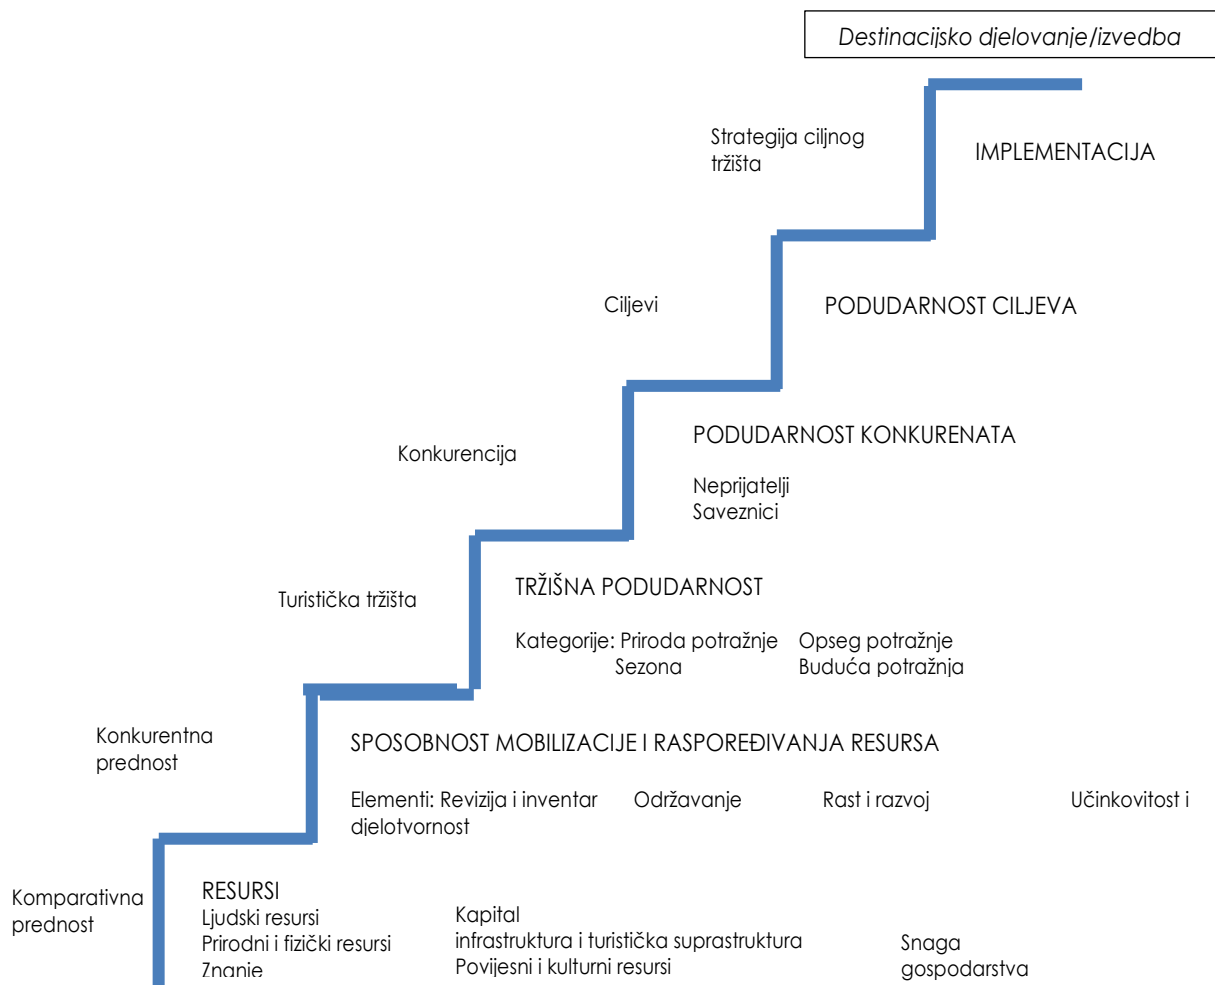 Destinacijsko djelovanje/izvedba
Strategija ciljnog
tržišta
IMPLEMENTACIJA
Ciljevi
PODUDARNOST CILJEVA
Konkurencija
PODUDARNOST KONKURENATA
Neprijatelji
Saveznici
Turistička tržišta
TRŽIŠNA PODUDARNOST
Kategorije: Priroda potražnje Opseg potražnje
Sezona Buduća potražnja
Konkurentna
prednost
SPOSOBNOST MOBILIZACIJE I RASPOREĐIVANJA RESURSA
Elementi: Revizija i inventar Održavanje Rast i razvoj Učinkovitost i
djelotvornost
Komparativna
prednost
RESURSI
Ljudski resursi
Prirodni i fizički resursi
Znanje
Kapital
infrastruktura i turistička suprastruktura
Povijesni i kulturni resursi
Snaga
gospodarstva